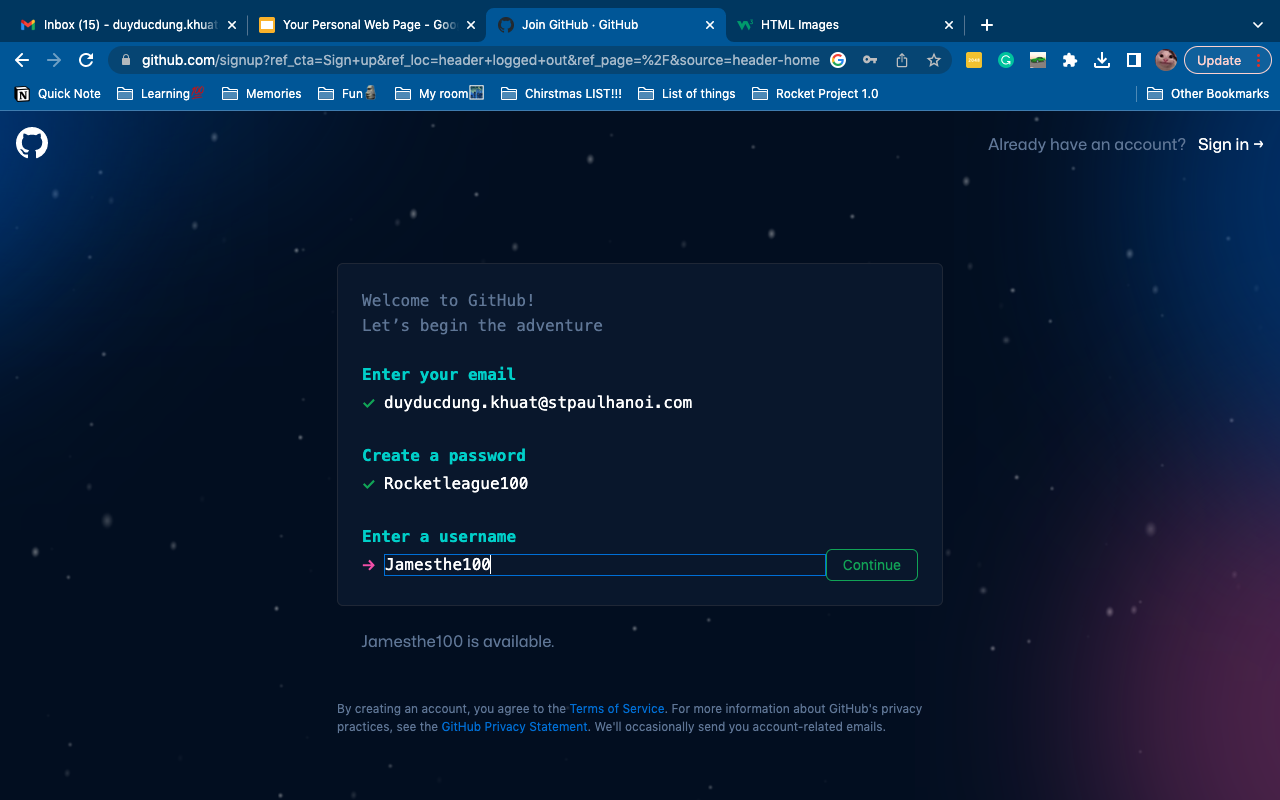 Inbox (15) - duyducdung.khuat
Your Personal Web Page - Goo
Join GitHub · GitHub
HTML Images
github.com/signup?ref_cta=Sign+up&ref_loc=header+logged+out&ref_page=%2F&source=header-home
Update
Quick Note
Learning
Memories
Fun
My room
Chirstmas LIST!!!
List of things
Rocket Project 1.0
Other Bookmarks
Already have an account? Sign in →
Welcome to GitHub!
Let's begin the adventure
Enter your email
✓ duyducdung.khuat@stpaulhanoi.com
Create a password
✓ Rocketleague100
Enter a username
→ Jamesthe100
Continue
Jamesthe100 is available.
By creating an account, you agree to the Terms of Service. For more information about GitHub's privacy
practices, see the GitHub Privacy Statement. We'll occasionally send you account-related emails.